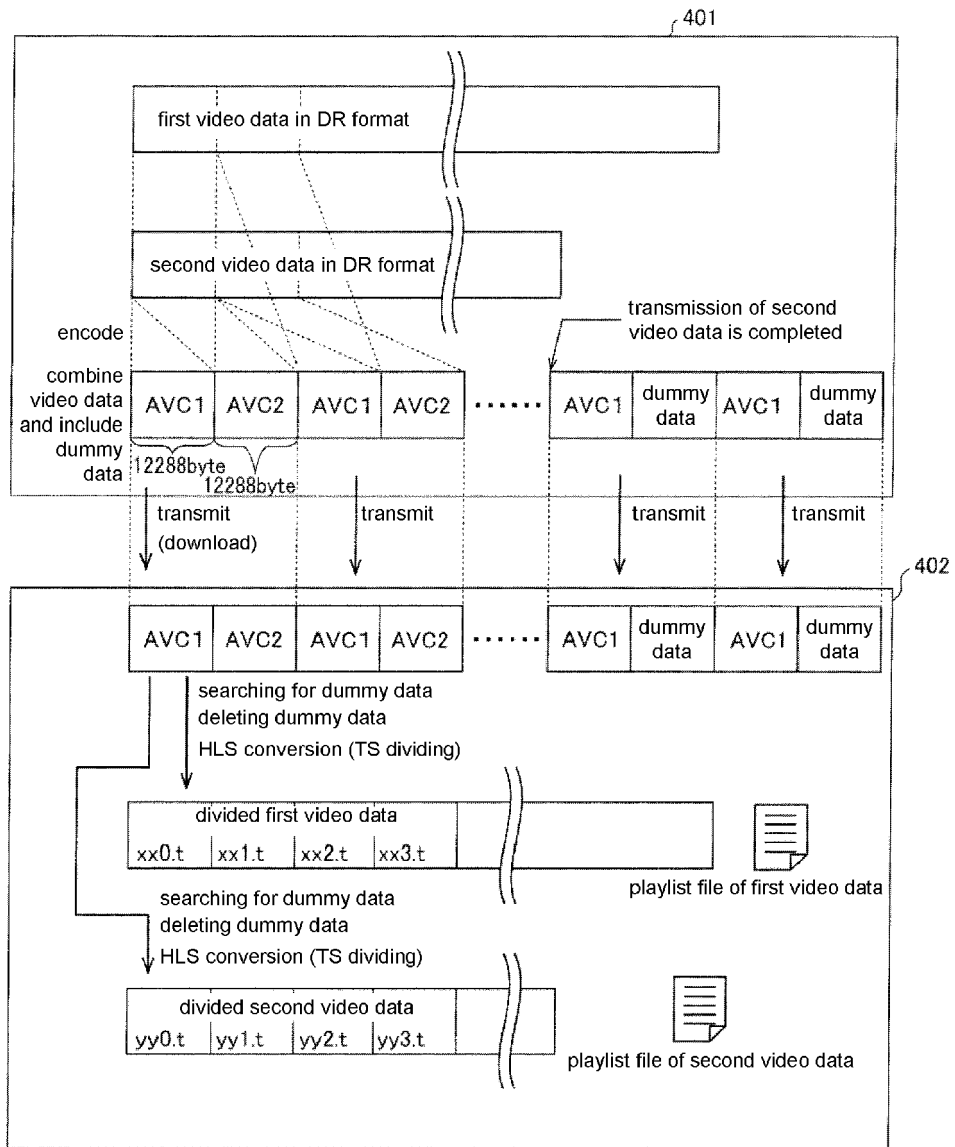 401
first video data in DR format
second video data in DR format
encode
transmission of second
video data is completed
combine
video data
and include
dummy
data
AVC1
AVC2
AVC1
AVC2
······
AVC1
dummy
data
AVC1
dummy
data
12288byte
12288byte
transmit
(download)
transmit
transmit
transmit
402
AVC1
AVC2
AVC1
AVC2
······
AVC1
dummy
data
AVC1
dummy
data
searching for dummy data
deleting dummy data
HLS conversion (TS dividing)
divided first video data
xx0.t
xx1.t
xx2.t
xx3.t
playlist file of first video data
searching for dummy data
deleting dummy data
HLS conversion (TS dividing)
divided second video data
yy0.t
yy1.t
yy2.t
yy3.t
playlist file of second video data